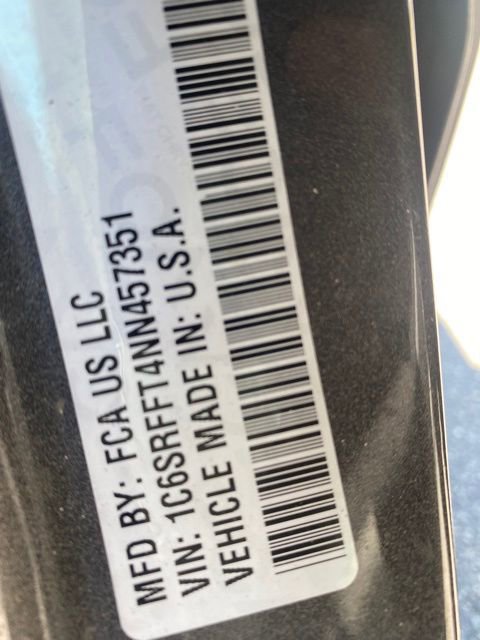 MFD BY: FCA US LLC
VIN: 1C6SRFFT4NN457351
VEHICLE MADE IN: U.S.A.